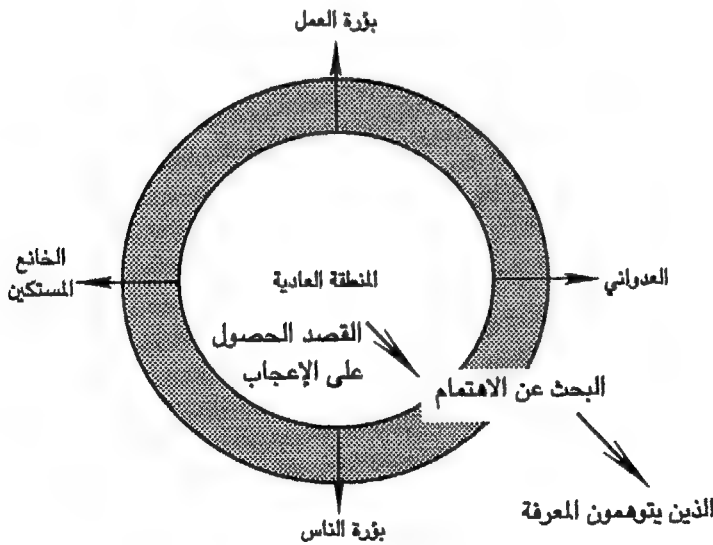 بؤرة العمل
الخانع
المستكين
المنطقة العادية
العدواني
القصد الحصول
على الإعجاب
البحث عن الاهتمام
الذين يتوهمون المعرفة
بؤرة الناس